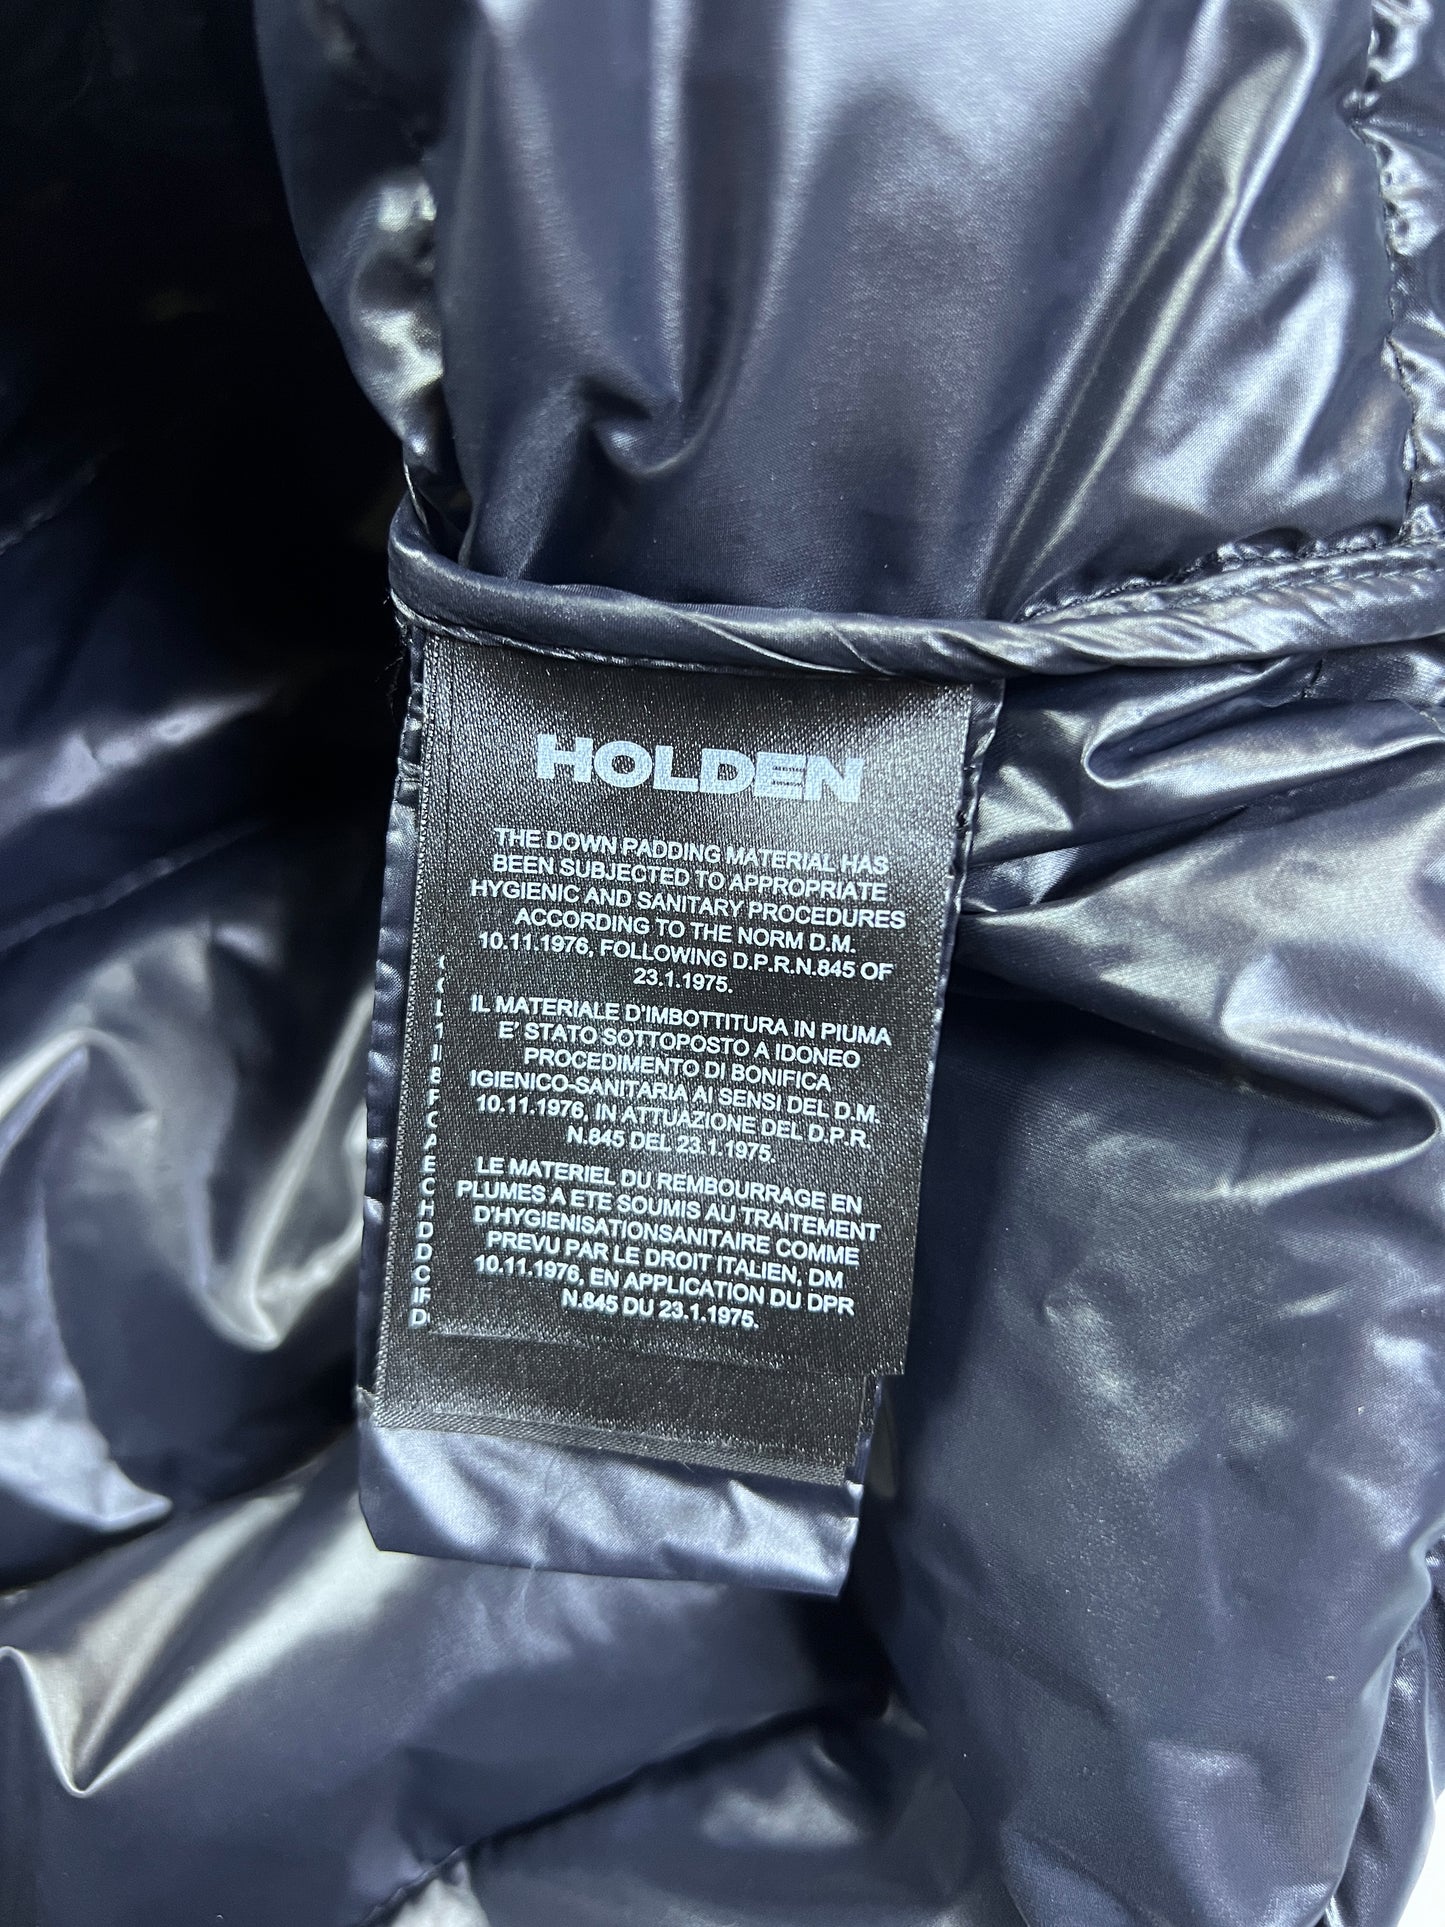 HOLDEN
THE DOWN PADDING MATERIAL HAS
BEEN SUBJECTED TO APPROPRIATE
HYGIENIC AND SANITARY PROCEDURES
ACCORDING TO THE NORM D.M.
10.11.1976, FOLLOWING D.P.R.N.845 OF
23.1.1975.
IL MATERIALE D'IMBOTTITURA IN PIUMA
E' STATO SOTTOPOSTO A IDONEO
PROCEDIMENTO DI BONIFICA
IGIENICO-SANITARIA AI SENSI DEL D.M.
10.11.1976, IN ATTUAZIONE DEL D.P.R.
N.845 DEL 23.1.1975.
LE MATERIEL DU REMBOURRAGE EN
PLUMES A ETE SOUMIS AU TRAITEMENT
D'HYGIENISATIONSANITAIRE COMME
PREVU PAR LE DROIT ITALIEN, DM
10.11.1976, EN APPLICATION DU DPR
N.845 DU 23.1.1975.